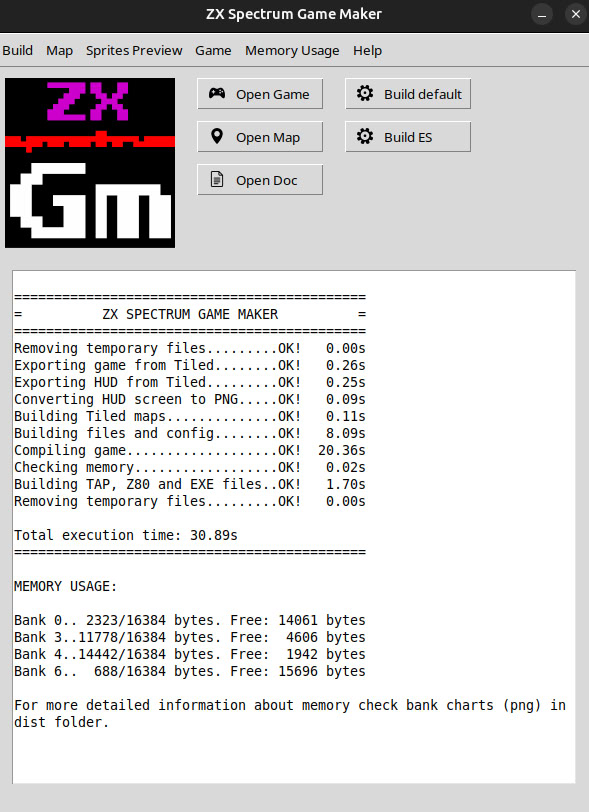 ZX Spectrum Game Maker
Build Map Sprites Preview Game Memory Usage Help
ZX
Gm
Open Game
Build default
Open Map
Build ES
Open Doc
============================================
=          ZX SPECTRUM GAME MAKER          =
============================================
Removing temporary files.........OK!   0.00s
Exporting game from Tiled........OK!   0.26s
Exporting HUD from Tiled.........OK!   0.25s
Converting HUD screen to PNG.....OK!   0.09s
Building Tiled maps..............OK!   0.11s
Building files and config........OK!   8.09s
Compiling game...................OK!  20.36s
Checking memory..................OK!   0.02s
Building TAP, Z80 and EXE files..OK!   1.70s
Removing temporary files.........OK!   0.00s
Total execution time: 30.89s
============================================
MEMORY USAGE:
Bank 0.. 2323/16384 bytes. Free: 14061 bytes
Bank 3..11778/16384 bytes. Free:  4606 bytes
Bank 4..14442/16384 bytes. Free:  1942 bytes
Bank 6..  688/16384 bytes. Free: 15696 bytes
For more detailed information about memory check bank charts (png) in
dist folder.